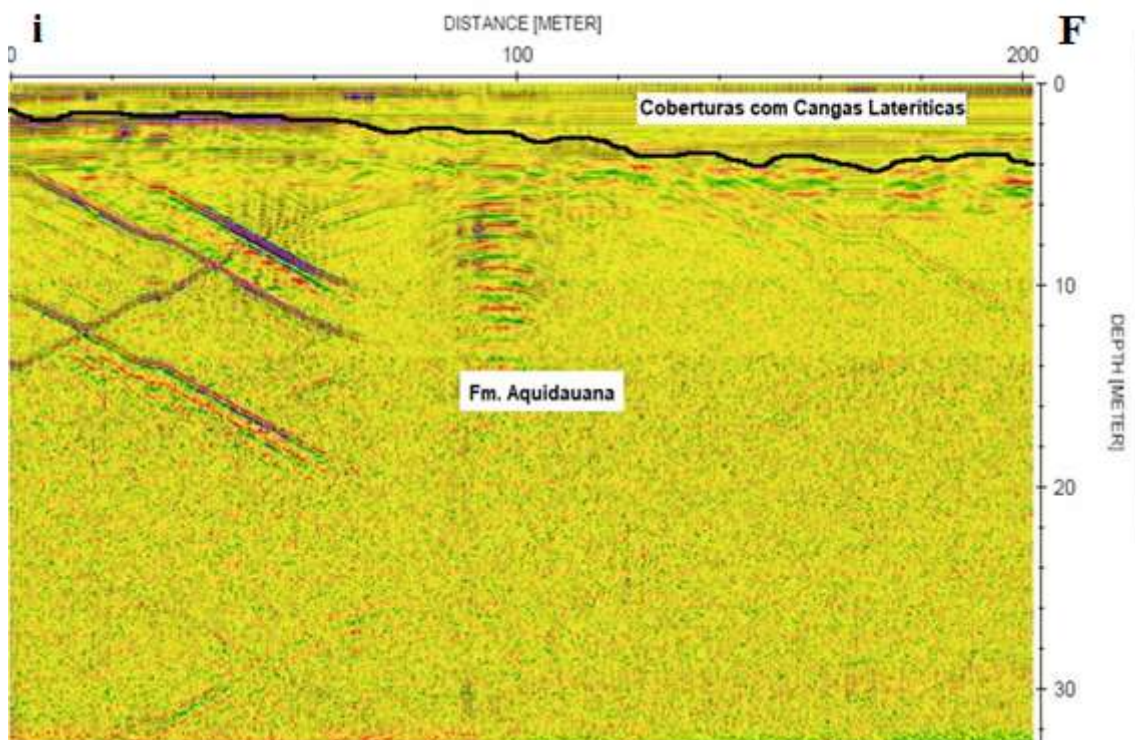 i
DISTANCE [METER]
F
0
100
200
0
Coberturas com Cangas Lateríticas
10
DEPTH [METER]
Fm. Aquidauana
20
30